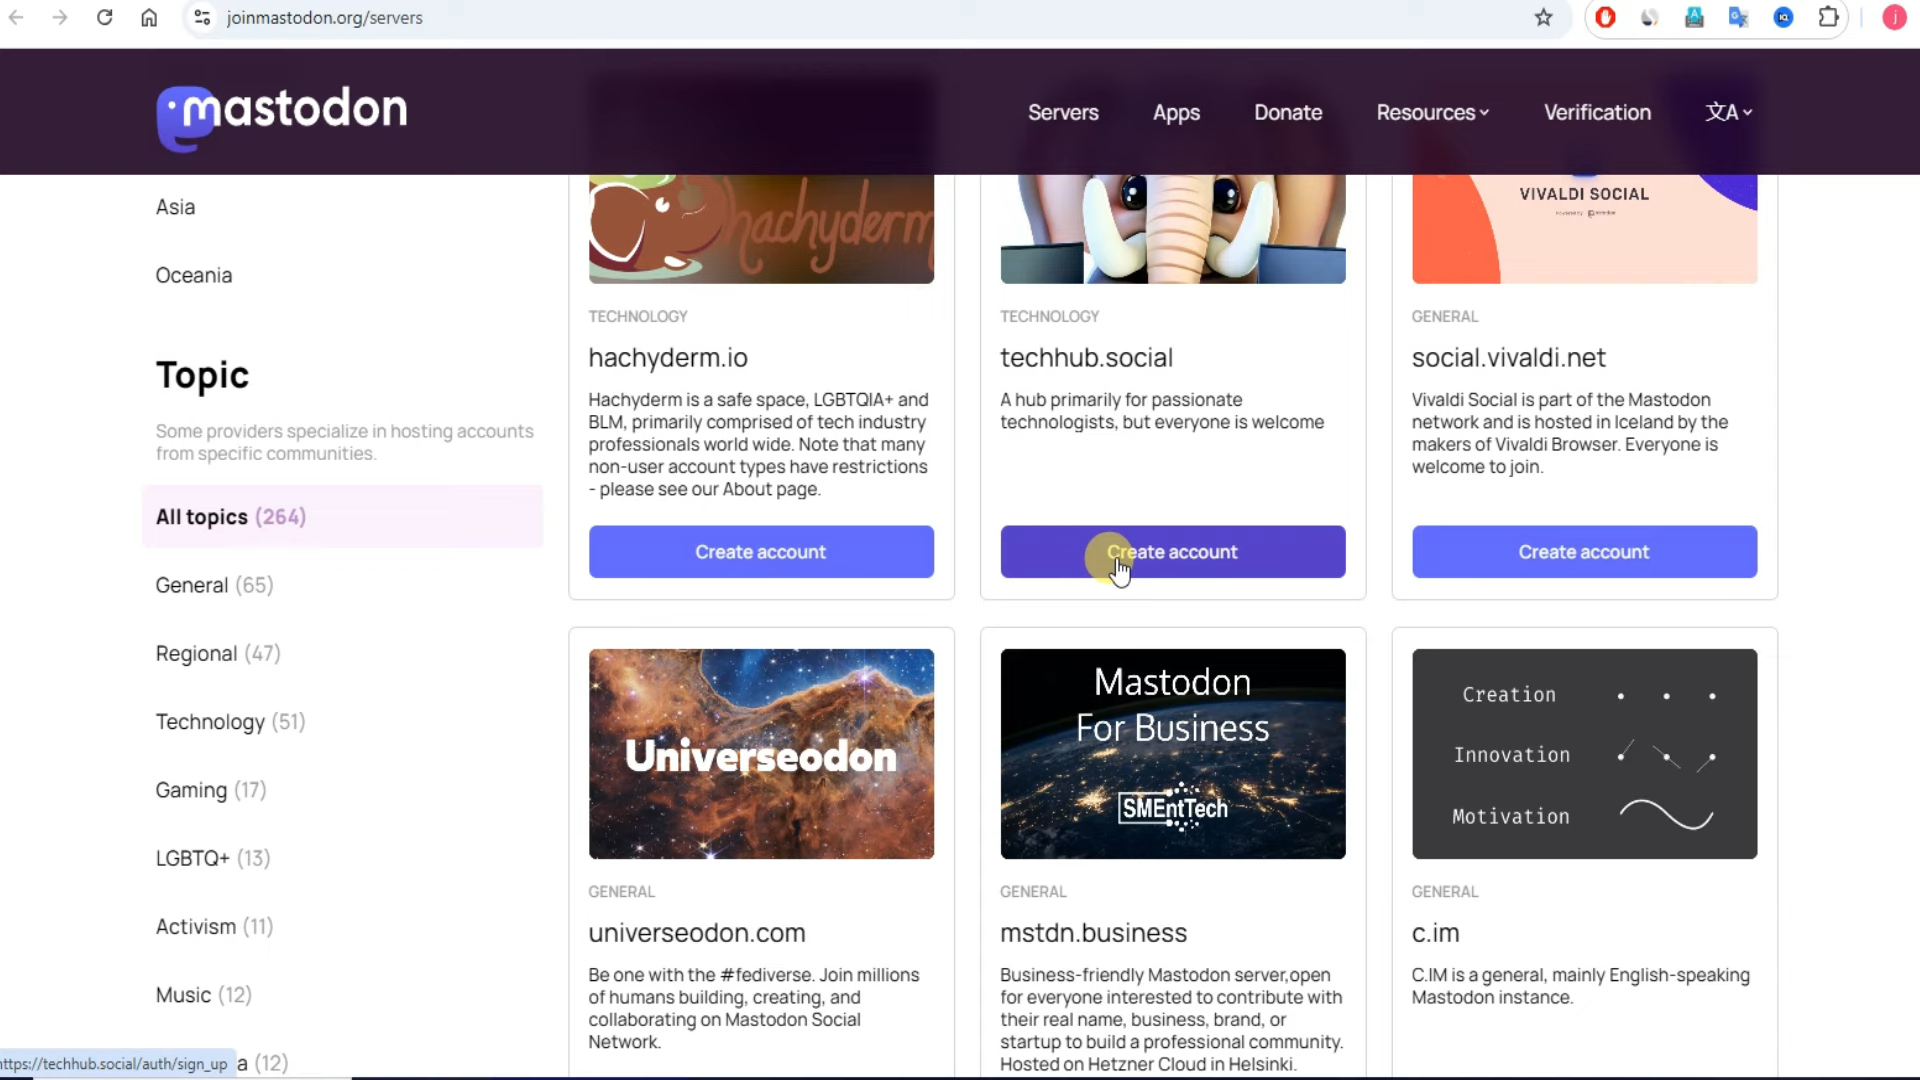 joinmastodon.org/servers
mastodon
Servers
Apps
Donate
Resources
Verification
文A
Asia
Oceania
Topic
Some providers specialize in hosting accounts
from specific communities.
All topics (264)
General (65)
Regional (47)
Technology (51)
Gaming (17)
LGBTQ+ (13)
Activism (11)
Music (12)
a (12)
https://techhub.social/auth/sign_up
hachyderm
TECHNOLOGY
hachyderm.io
Hachyderm is a safe space, LGBTQIA+ and
BLM, primarily comprised of tech industry
professionals world wide. Note that many
non-user account types have restrictions
- please see our About page.
Create account
TECHNOLOGY
techhub.social
A hub primarily for passionate
technologists, but everyone is welcome
Create account
VIVALDI SOCIAL
GENERAL
social.vivaldi.net
Vivaldi Social is part of the Mastodon
network and is hosted in Iceland by the
makers of Vivaldi Browser. Everyone is
welcome to join.
Create account
Universeodon
GENERAL
universeodon.com
Be one with the #fediverse. Join millions
of humans building, creating, and
collaborating on Mastodon Social
Network.
Mastodon
For Business
SMEntTech
GENERAL
mstdn.business
Business-friendly Mastodon server,open
for everyone interested to contribute with
their real name, business, brand, or
startup to build a professional community.
Hosted on Hetzner Cloud in Helsinki.
Creation
Innovation
Motivation
GENERAL
c.im
C.IM is a general, mainly English-speaking
Mastodon instance.